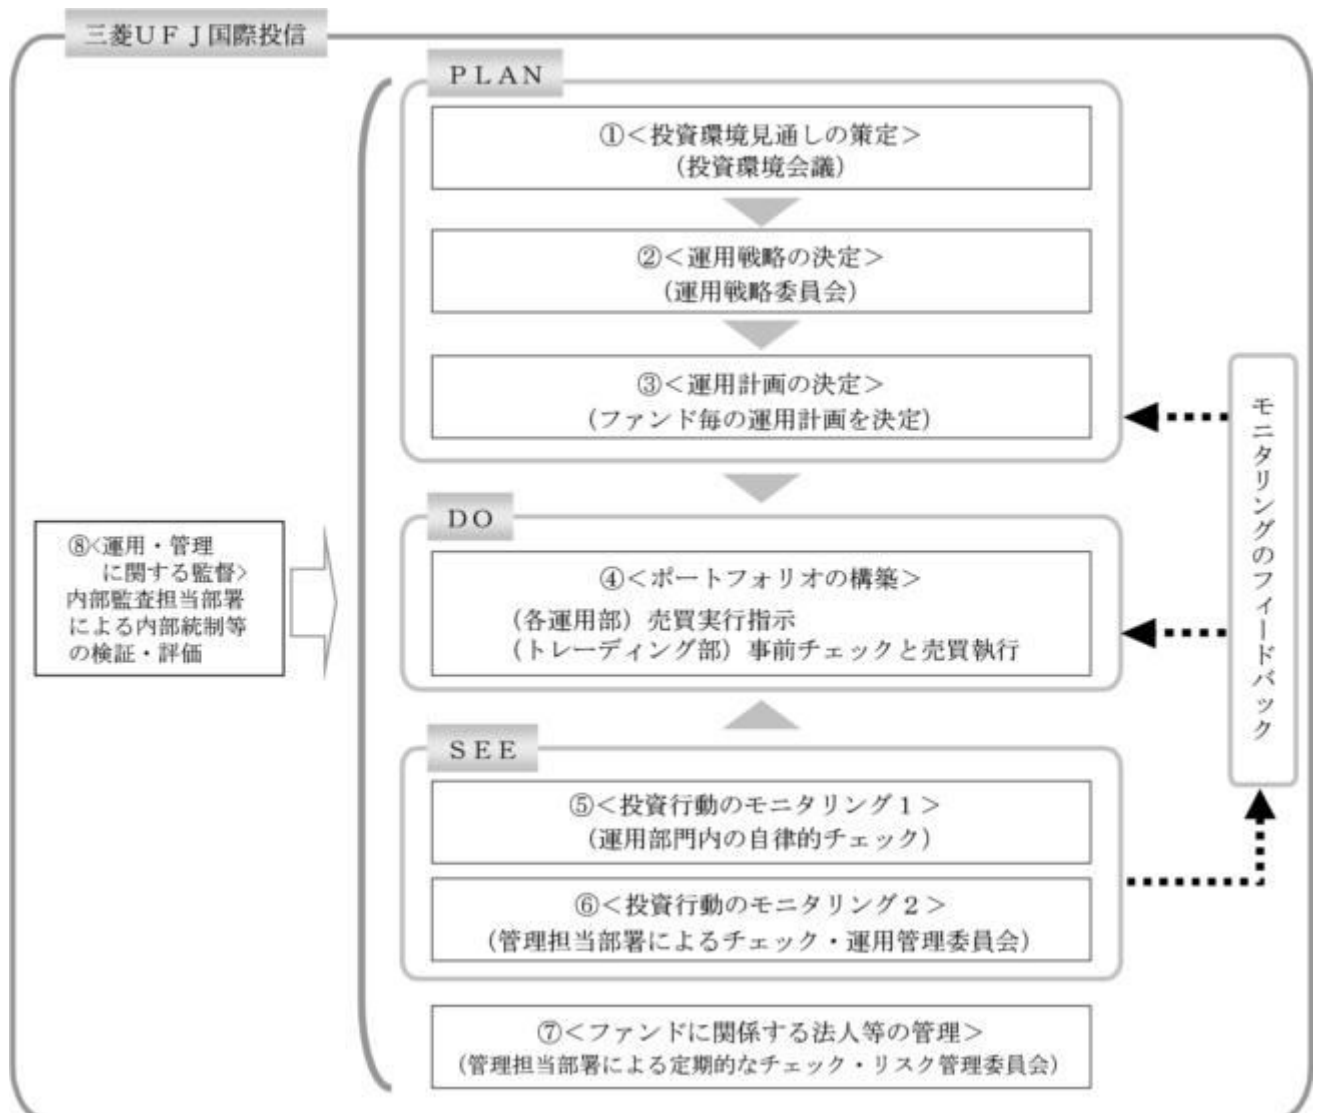 三菱ＵＦＪ国際投信
ＰＬＡＮ
①＜投資環境見通しの策定＞
（投資環境会議）
②＜運用戦略の決定＞
（運用戦略委員会）
③＜運用計画の決定＞
（ファンド毎の運用計画を決定）
ＤＯ
④＜ポートフォリオの構築＞
（各運用部）売買実行指示
（トレーディング部）事前チェックと売買執行
ＳＥＥ
⑤＜投資行動のモニタリング１＞
（運用部門内の自律的チェック）
⑥＜投資行動のモニタリング２＞
（管理担当部署によるチェック・運用管理委員会）
⑦＜ファンドに関係する法人等の管理＞
（管理担当部署による定期的なチェック・リスク管理委員会）
⑧<運用・管理
に関する監督>
内部監査担当部署
による内部統制等
の検証・評価
モニタリングのフィードバック